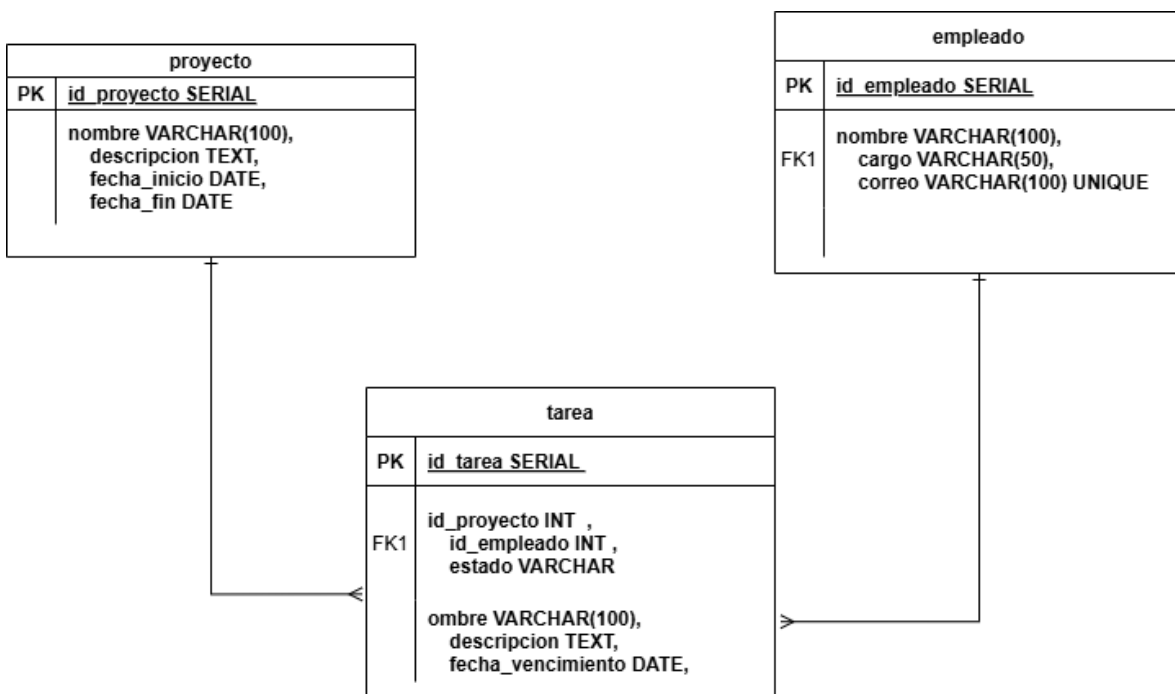 proyecto
PK id_proyecto SERIAL
nombre VARCHAR(100),
descripcion TEXT,
fecha_inicio DATE,
fecha_fin DATE
empleado
PK id_empleado SERIAL
nombre VARCHAR(100),
FK1 cargo VARCHAR(50),
correo VARCHAR(100) UNIQUE
tarea
PK id_tarea SERIAL
id_proyecto INT ,
FK1 id_empleado INT ,
estado VARCHAR
ombre VARCHAR(100),
descripcion TEXT,
fecha_vencimiento DATE,